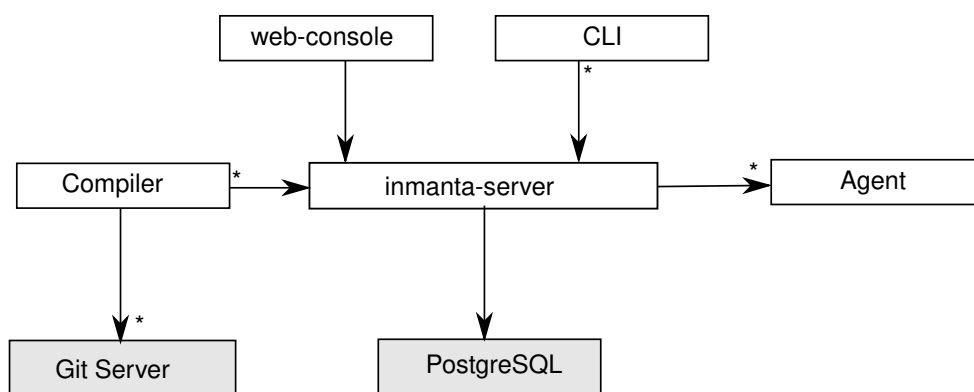 web-console
CLI
*
Compiler
*
inmanta-server
*
Agent
*
Git Server
PostgreSQL